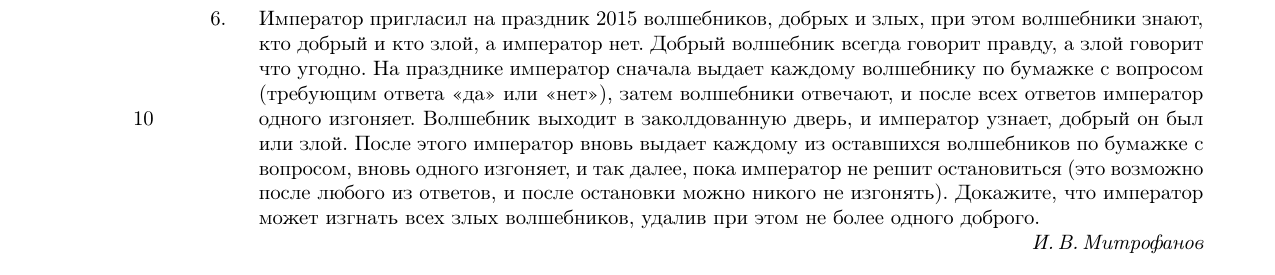 6. Император пригласил на праздник 2015 волшебников, добрых и злых, при этом волшебники знают,
кто добрый и кто злой, а император нет. Добрый волшебник всегда говорит правду, а злой говорит
что угодно. На празднике император сначала выдает каждому волшебнику по бумажке с вопросом
(требующим ответа «да» или «нет»), затем волшебники отвечают, и после всех ответов император
10 одного изгоняет. Волшебник выходит в заколдованную дверь, и император узнает, добрый он был
или злой. После этого император вновь выдает каждому из оставшихся волшебников по бумажке с
вопросом, вновь одного изгоняет, и так далее, пока император не решит остановиться (это возможно
после любого из ответов, и после остановки можно никого не изгонять). Докажите, что император
может изгнать всех злых волшебников, удалив при этом не более одного доброго.
И. В. Митрофанов